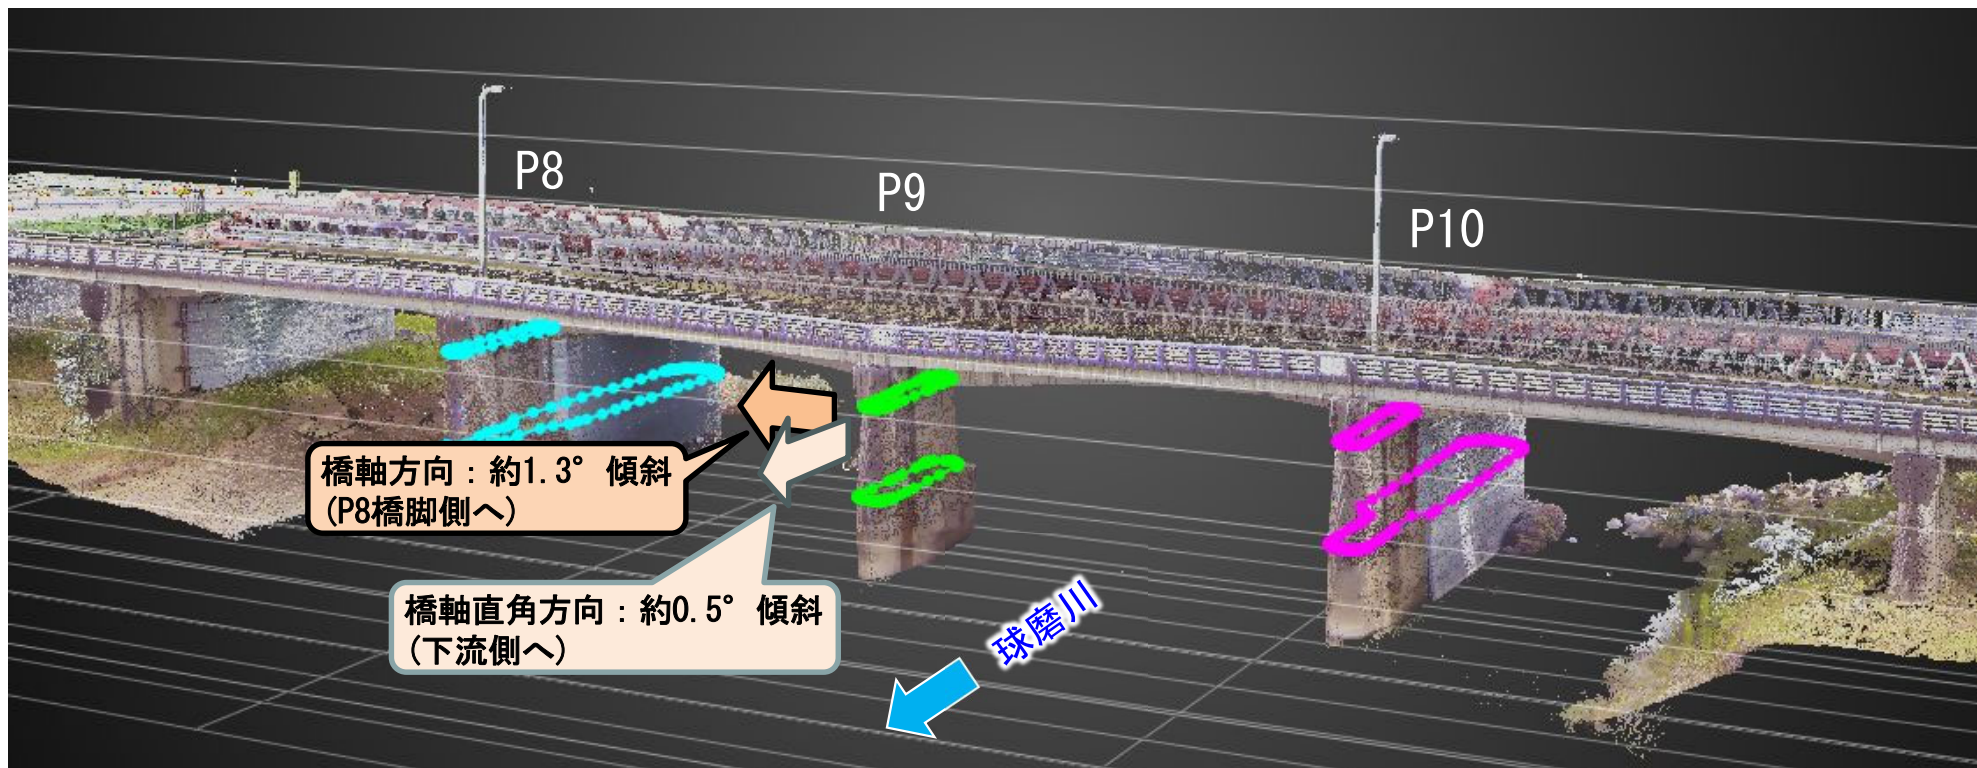 P8
P9
P10
橋軸方向：約1.3°傾斜
(P8橋脚側へ)
橋軸直角方向：約0.5°傾斜
(下流側へ)
球磨川